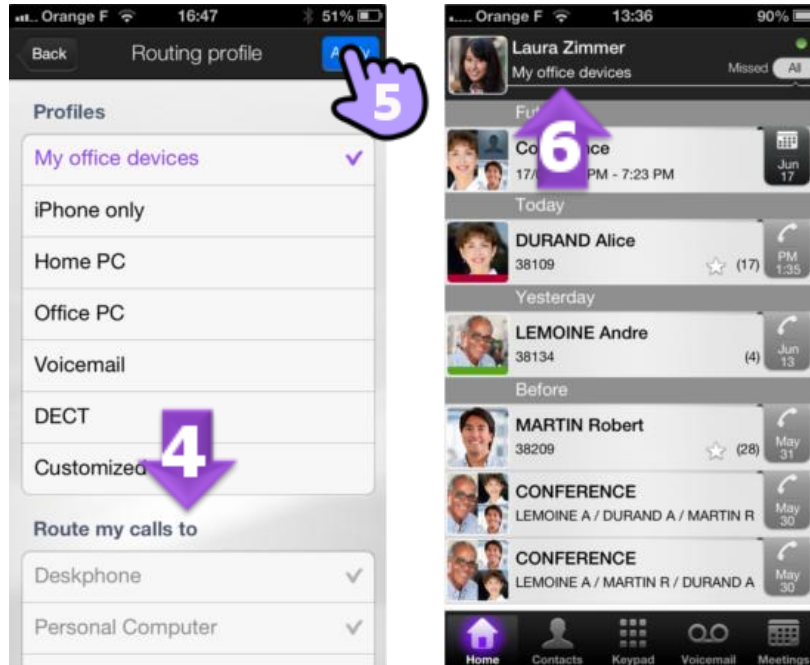 Orange F 16:47 51%
Back Routing profile
5
Profiles
My office devices
iPhone only
Home PC
Office PC
Voicemail
DECT
Customized
4
Route my calls to
Deskphone
Personal Computer
Orange F 13:36 90%
Laura Zimmer
My office devices Missed All
6
17/ PM - 7:23 PM Jun 17
Today
DURAND Alice
38109 (17) PM 1:35
Yesterday
LEMOINE Andre
38134 (4) Jun 13
Before
MARTIN Robert
38209 (28) May 31
CONFERENCE
LEMOINE A / DURAND A / MARTIN R May 30
CONFERENCE
LEMOINE A / MARTIN R / DURAND A May 30
Home Contacts Keypad Voicemail Meetings